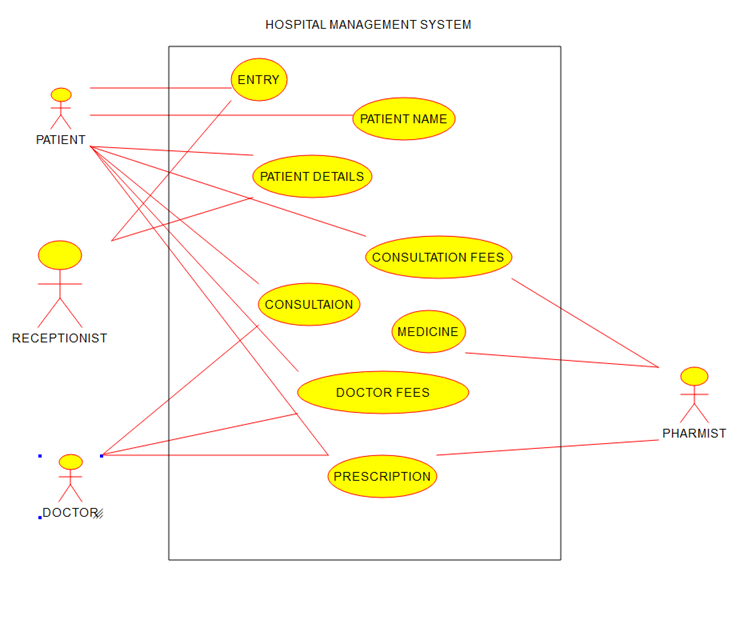 HOSPITAL MANAGEMENT SYSTEM
ENTRY
PATIENT NAME
PATIENT
PATIENT DETAILS
CONSULTATION FEES
CONSULTAION
MEDICINE
RECEPTIONIST
DOCTOR FEES
PHARMIST
PRESCRIPTION
DOCTOR